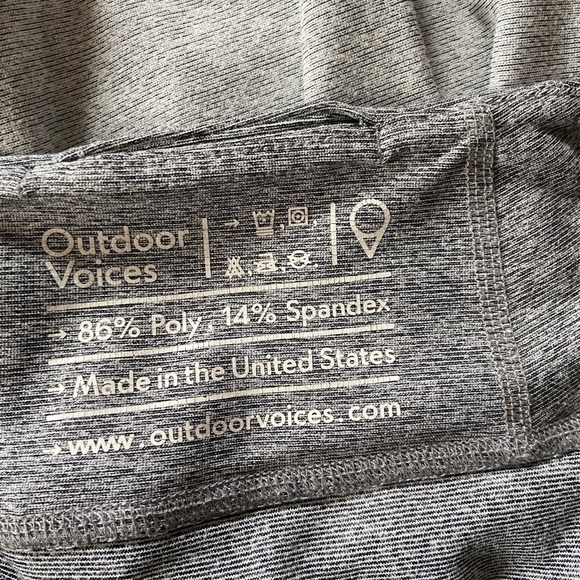 Outdoor
Voices
→ 86% Poly, 14% Spandex
→ Made in the United States
→ www.outdoorvoices.com